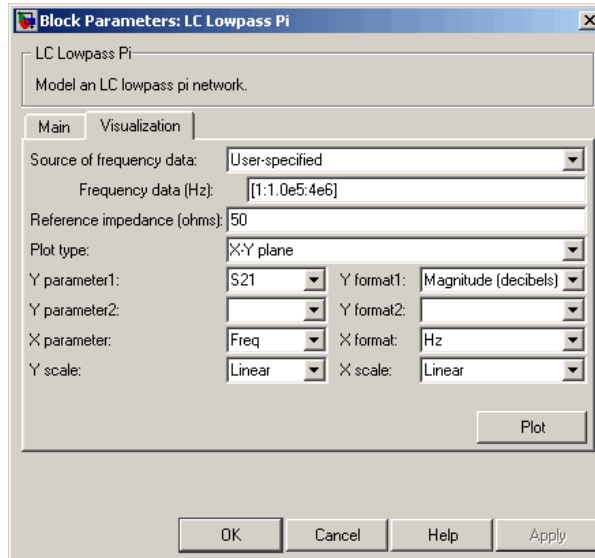 Block Parameters: LC Lowpass Pi
LC Lowpass Pi
Model an LC lowpass pi network.
Main Visualization
Source of frequency data: User-specified
Frequency data (Hz): [1:1.0e5:4e6]
Reference impedance (ohms): 50
Plot type: X-Y plane
Y parameter1: S21 Y format1: Magnitude (decibels)
Y parameter2: Y format2:
X parameter: Freq X format: Hz
Y scale: Linear X scale: Linear
Plot
OK Cancel Help Apply